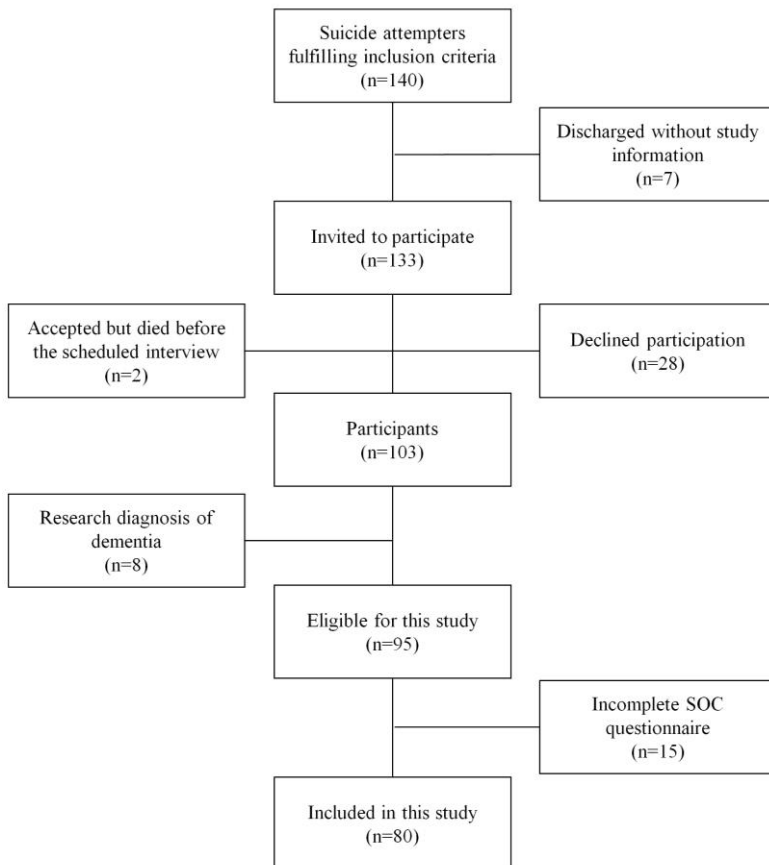 Suicide attempters
fulfilling inclusion criteria
(n=140)
Discharged without study
information
(n=7)
Invited to participate
(n=133)
Accepted but died before
the scheduled interview
(n=2)
Declined participation
(n=28)
Participants
(n=103)
Research diagnosis of
dementia
(n=8)
Eligible for this study
(n=95)
Incomplete SOC
questionnaire
(n=15)
Included in this study
(n=80)